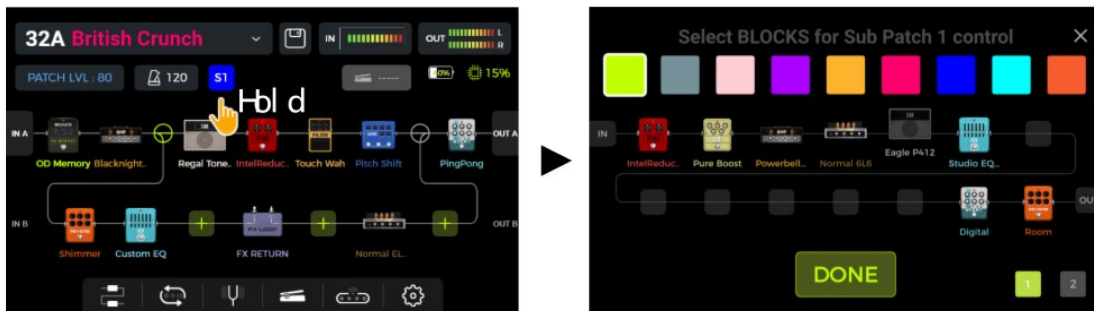 32A British Crunch
IN
OUT
L
R
PATCH LVL : 80
120
S1
-----
0%
15%
Hold
IN A
OUT A
OD Memory
Blacknight..
Regal Tone..
IntelReduc..
Touch Wah
Pitch Shift
PingPong
IN B
OUT B
Shimmer
Custom EQ
FX LOOP
FX RETURN
Normal EL..
Select BLOCKS for Sub Patch 1 control
IN
IntelReduc..
Pure Boost
Powerbell..
Normal 6L6
Eagle P412
Studio EQ..
Digital
Room
OU
DONE
1
2